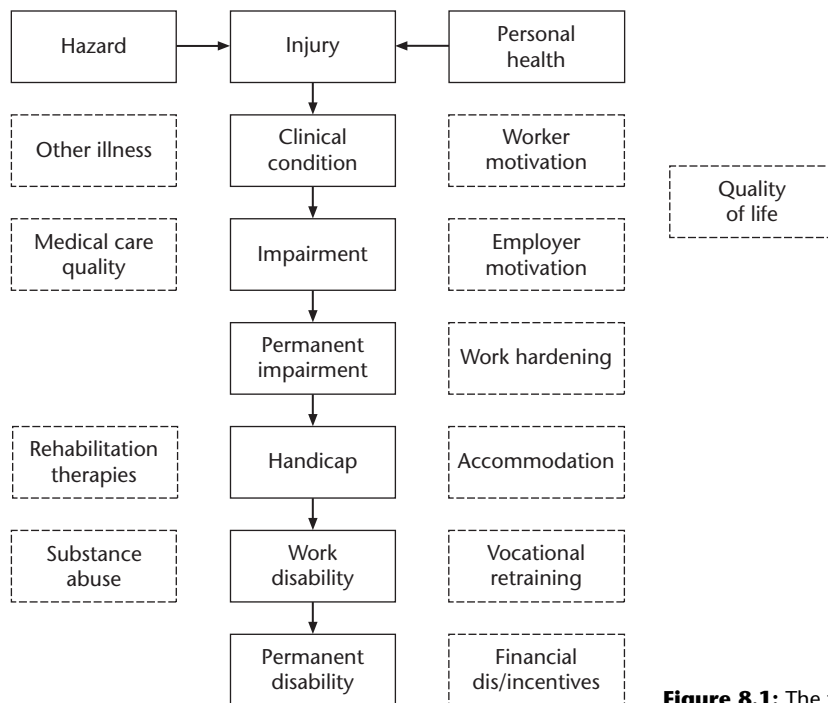 Hazard
Injury
Personal
health
Other illness
Clinical
condition
Worker
motivation
Quality
of life
Medical care
quality
Impairment
Employer
motivation
Permanent
impairment
Work hardening
Rehabilitation
therapies
Handicap
Accommodation
Substance
abuse
Work
disability
Vocational
retraining
Permanent
disability
Financial
dis/incentives
Figure 8.1: The